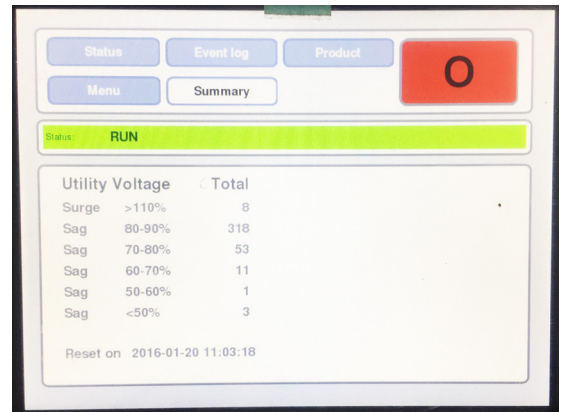 Status Event log Product
O
Menu Summary
Status: RUN
Utility Voltage Total
Surge >110% 8
Sag 80-90% 318
Sag 70-80% 53
Sag 60-70% 11
Sag 50-60% 1
Sag <50% 3
Reset on 2016-01-20 11:03:18